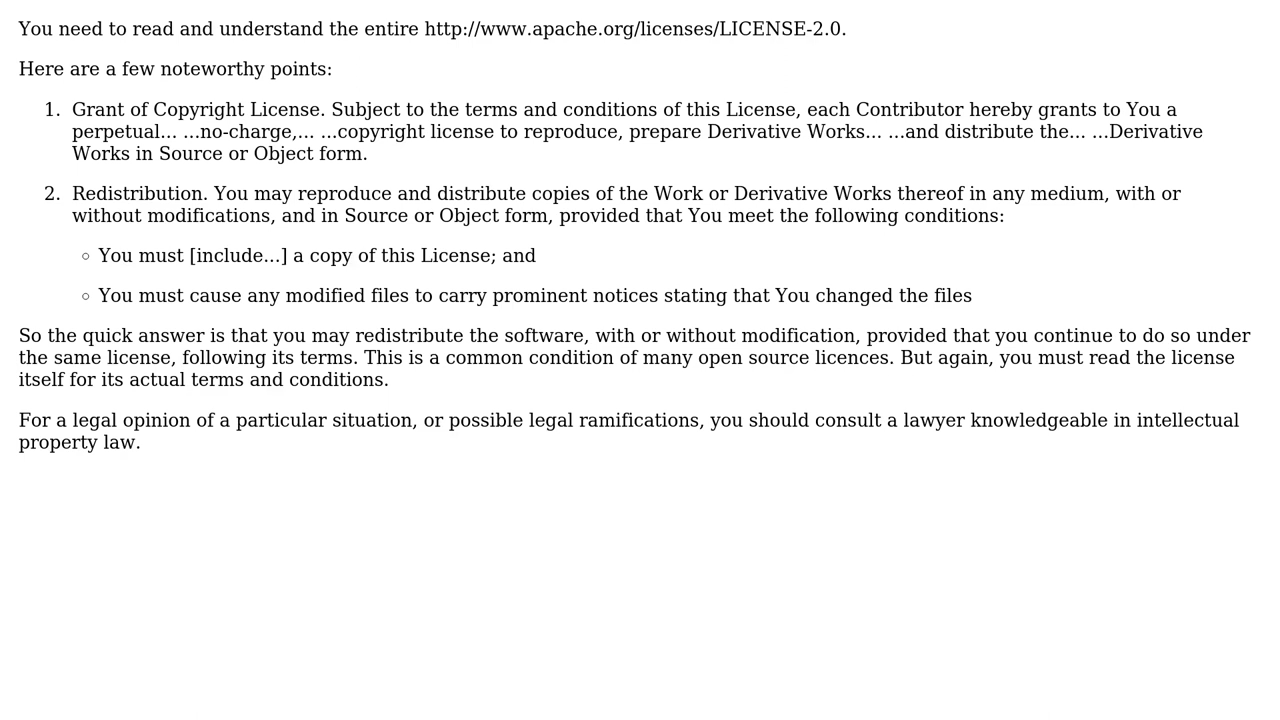 You need to read and understand the entire http://www.apache.org/licenses/LICENSE-2.0.
Here are a few noteworthy points:
1. Grant of Copyright License. Subject to the terms and conditions of this License, each Contributor hereby grants to You a
perpetual... ...no-charge,... ...copyright license to reproduce, prepare Derivative Works... ...and distribute the... ...Derivative
Works in Source or Object form.
2. Redistribution. You may reproduce and distribute copies of the Work or Derivative Works thereof in any medium, with or
without modifications, and in Source or Object form, provided that You meet the following conditions:
◦ You must [include...] a copy of this License; and
◦ You must cause any modified files to carry prominent notices stating that You changed the files
So the quick answer is that you may redistribute the software, with or without modification, provided that you continue to do so under
the same license, following its terms. This is a common condition of many open source licences. But again, you must read the license
itself for its actual terms and conditions.
For a legal opinion of a particular situation, or possible legal ramifications, you should consult a lawyer knowledgeable in intellectual
property law.